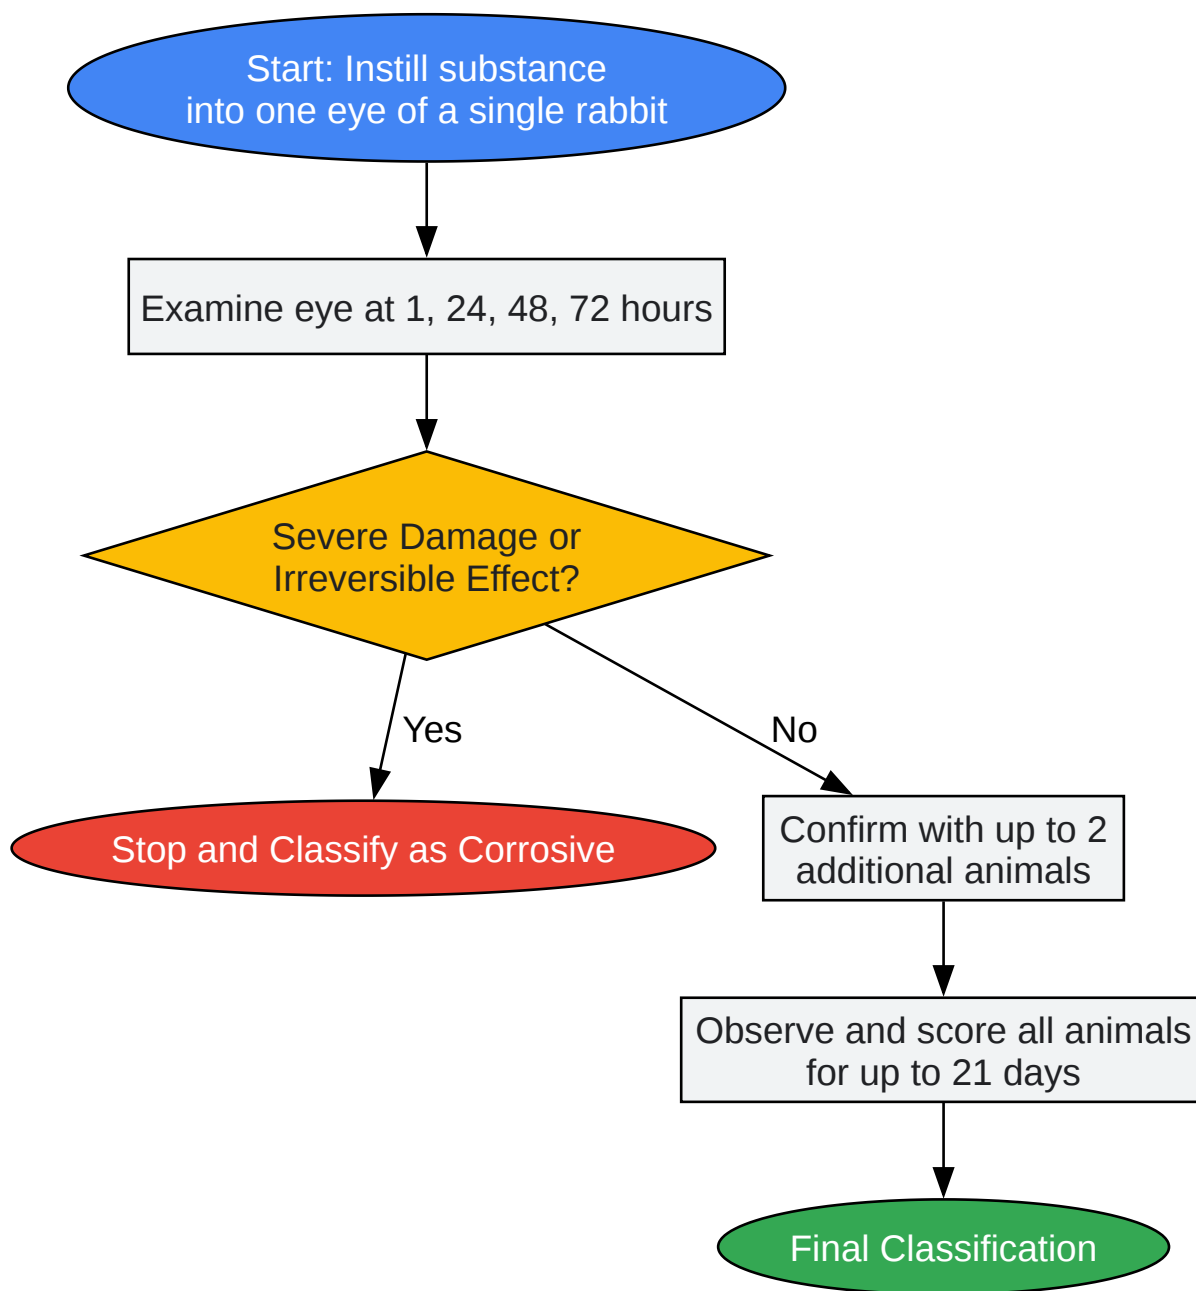 Start: Instill substance
into one eye of a single rabbit
Examine eye at 1, 24, 48, 72 hours
Severe Damage or
Irreversible Effect?
Yes
No
Stop and Classify as Corrosive
Confirm with up to 2
additional animals
Observe and score all animals
for up to 21 days
Final Classification